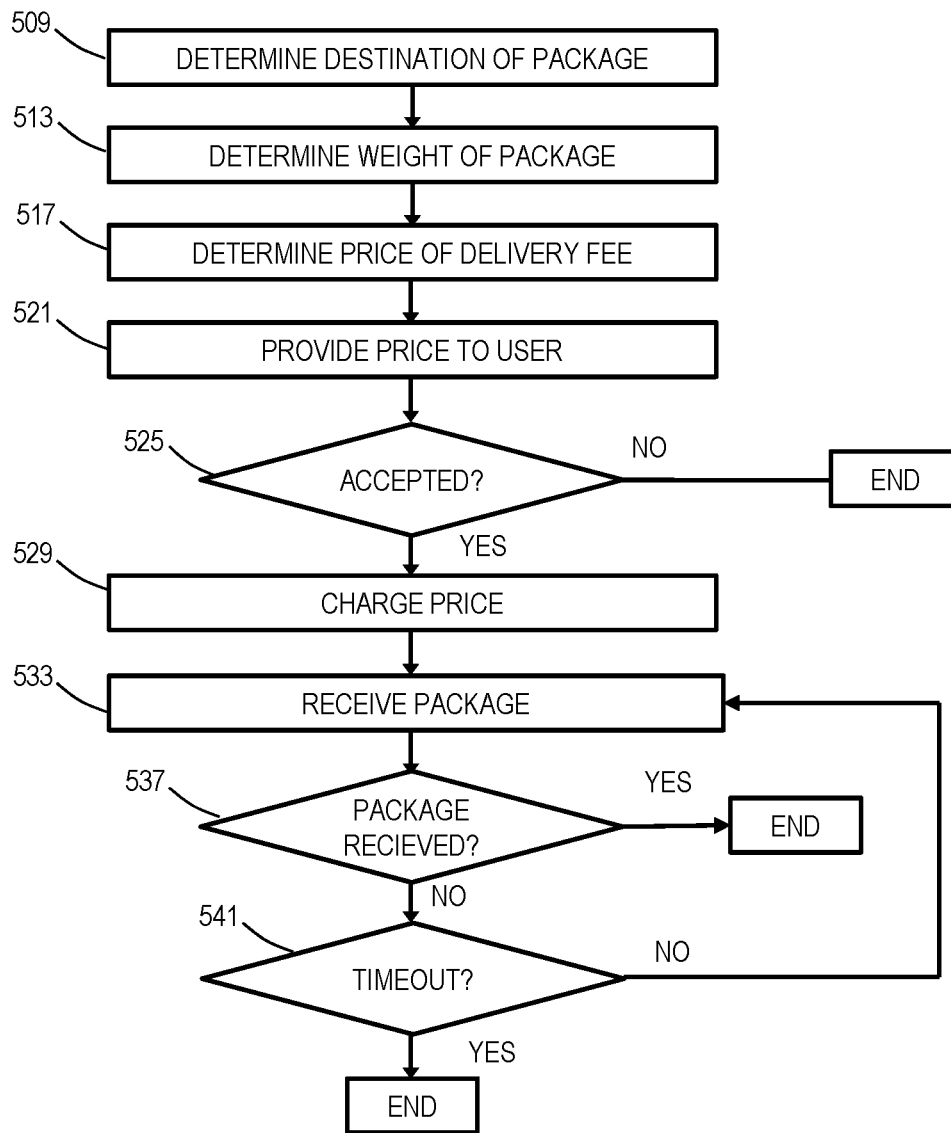 509
DETERMINE DESTINATION OF PACKAGE
513
DETERMINE WEIGHT OF PACKAGE
517
DETERMINE PRICE OF DELIVERY FEE
521
PROVIDE PRICE TO USER
525
ACCEPTED?
NO
END
YES
529
CHARGE PRICE
533
RECEIVE PACKAGE
537
PACKAGE
RECIEVED?
YES
END
NO
541
TIMEOUT?
NO
YES
END